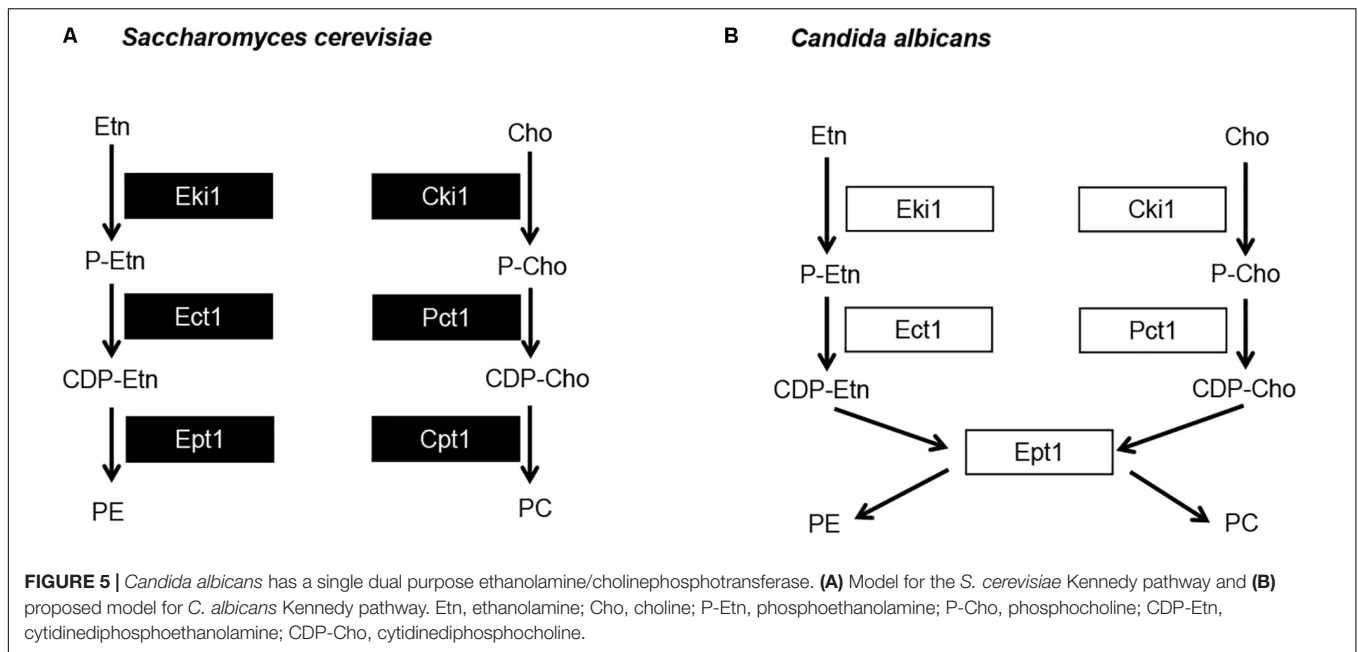 A Saccharomyces cerevisiae
Etn
Cho
Eki1
Cki1
P-Etn
P-Cho
Ect1
Pct1
CDP-Etn
CDP-Cho
Ept1
Cpt1
PE
PC
B Candida albicans
Etn
Cho
Eki1
Cki1
P-Etn
P-Cho
Ect1
Pct1
CDP-Etn
CDP-Cho
Ept1
PE
PC
FIGURE 5 | Candida albicans has a single dual purpose ethanolamine/cholinephosphotransferase. (A) Model for the S. cerevisiae Kennedy pathway and (B)
proposed model for C. albicans Kennedy pathway. Etn, ethanolamine; Cho, choline; P-Etn, phosphoethanolamine; P-Cho, phosphocholine; CDP-Etn,
cytidinediphosphoethanolamine; CDP-Cho, cytidinediphosphocholine.